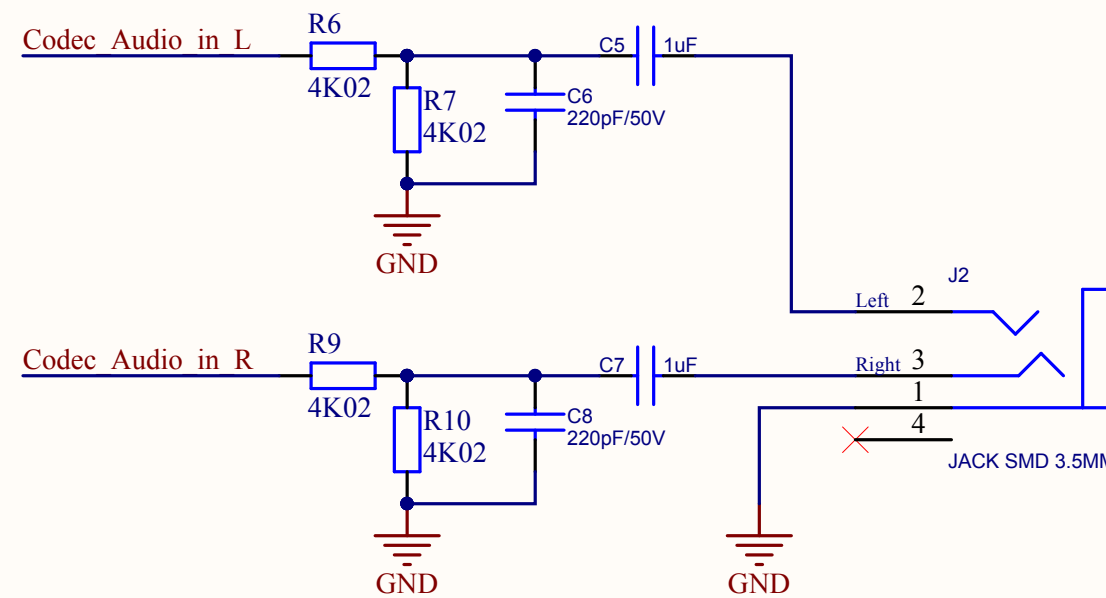 R6
Codec Audio in L
C5
1uF
4K02
R7
4K02
C6
220pF/50V
GND
J2
Left
2
R9
Codec Audio in R
C7
1uF
Right
3
4K02
1
R10
4K02
C8
220pF/50V
4
JACK SMD 3.5MM
GND
GND